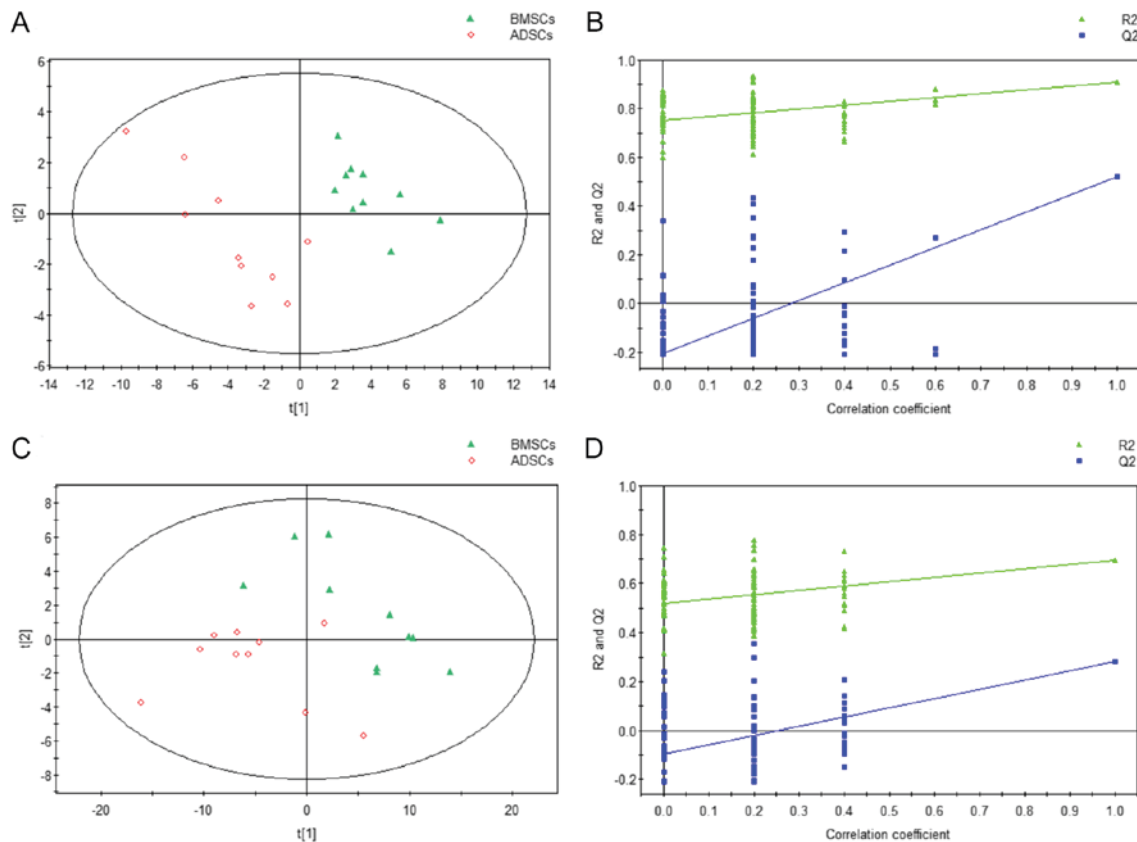 A
BMSCs
ADSCs
6
4
2
0
-2
-4
-6
t[2]
-14 -12 -10 -8 -6 -4 -2 0 2 4 6 8 10 12 14
t[1]
B
R2
Q2
1.0
0.8
0.6
0.4
0.2
0.0
-0.2
R2 and Q2
0.0 0.1 0.2 0.3 0.4 0.5 0.6 0.7 0.8 0.9 1.0
Correlation coefficient
C
BMSCs
ADSCs
8
6
4
2
0
-2
-4
-6
-8
t[2]
-20 -10 0 10 20
t[1]
D
R2
Q2
1.0
0.8
0.6
0.4
0.2
0.0
-0.2
R2 and Q2
0.0 0.1 0.2 0.3 0.4 0.5 0.6 0.7 0.8 0.9 1.0
Correlation coefficient